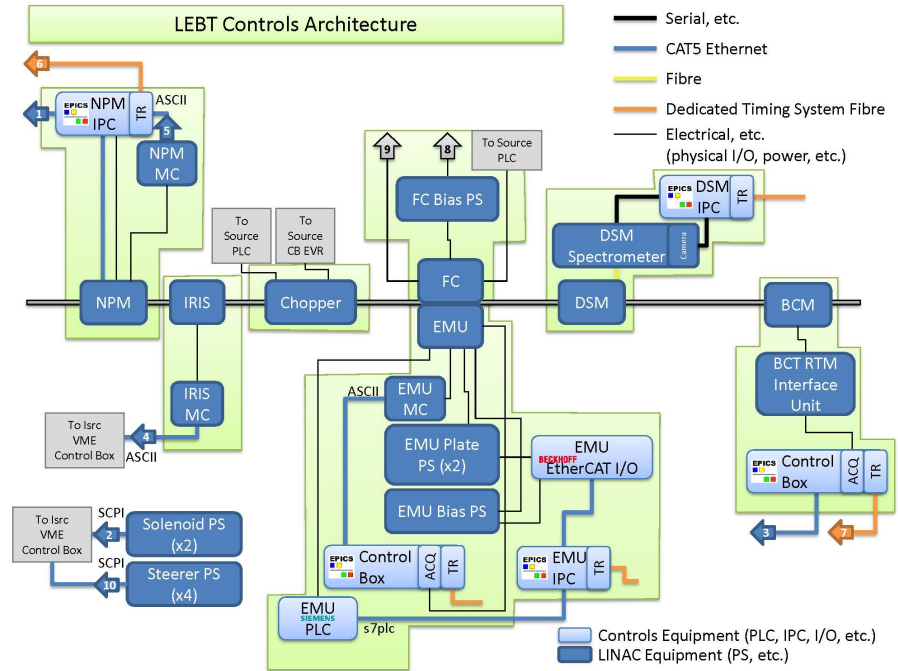 LEBT Controls Architecture
Serial, etc.
CAT5 Ethernet
Fibre
Dedicated Timing System Fibre
Electrical, etc.
(physical I/O, power, etc.)
6
1
EPICS
NPM
IPC
TR
ASCII
5
NPM
MC
9
8
To Source
PLC
FC Bias PS
EPICS
DSM
IPC
TR
DSM
Spectrometer
Camera
To
Source
PLC
To
Source
CB EVR
NPM
IRIS
Chopper
FC
EMU
DSM
BCM
IRIS
MC
To Isrc
VME
Control Box
4
ASCII
ASCII
EMU
MC
EMU Plate
PS (x2)
EMU Bias PS
EMU
BECKHOFF
EtherCAT I/O
BCT RTM
Interface
Unit
EPICS
Control
Box
ACQ
TR
3
7
To Isrc
VME
Control Box
SCPI
2
Solenoid PS
(x2)
SCPI
10
Steerer PS
(x4)
EPICS
Control
Box
ACQ
TR
EPICS
EMU
IPC
TR
EMU
SIEMENS
PLC
s7plc
Controls Equipment (PLC, IPC, I/O, etc.)
LINAC Equipment (PS, etc.)